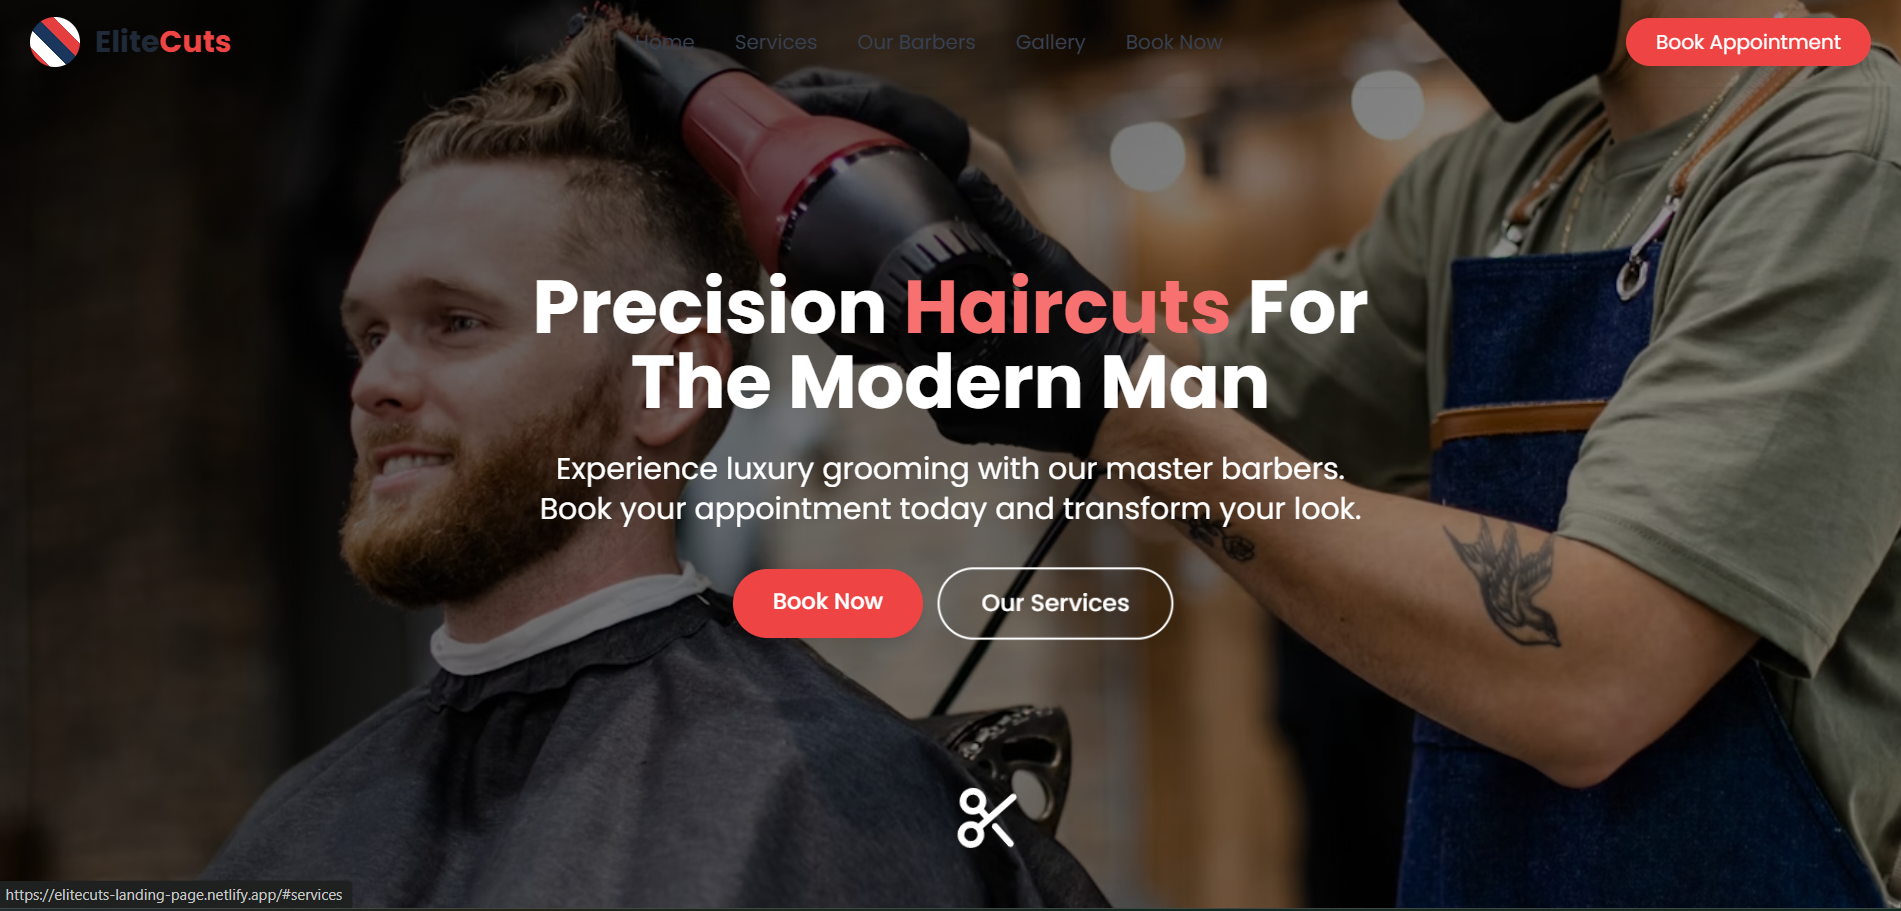 EliteCuts
Home Services Our Barbers Gallery Book Now
Book Appointment
Precision Haircuts For
The Modern Man
Experience luxury grooming with our master barbers.
Book your appointment today and transform your look.
Book Now
Our Services
https://elitecuts-landing-page.netlify.app/#services